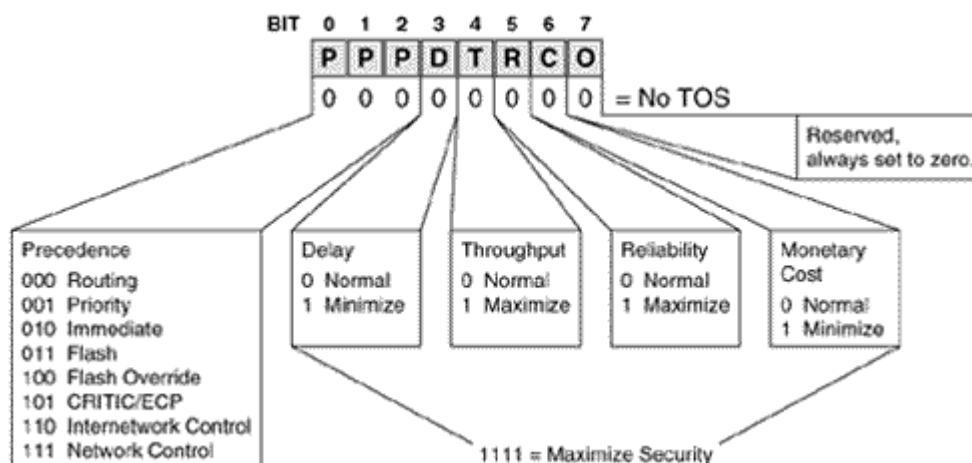 BIT 0 1 2 3 4 5 6 7
P P P D T R C O
0 0 0 0 0 0 0 0 = No TOS
Reserved,
always set to zero.
Precedence
000 Routing
001 Priority
010 Immediate
011 Flash
100 Flash Override
101 CRITIC/ECP
110 Internetwork Control
111 Network Control
Delay
0 Normal
1 Minimize
Throughput
0 Normal
1 Maximize
Reliability
0 Normal
1 Maximize
Monetary
Cost
0 Normal
1 Minimize
1111 = Maximize Security